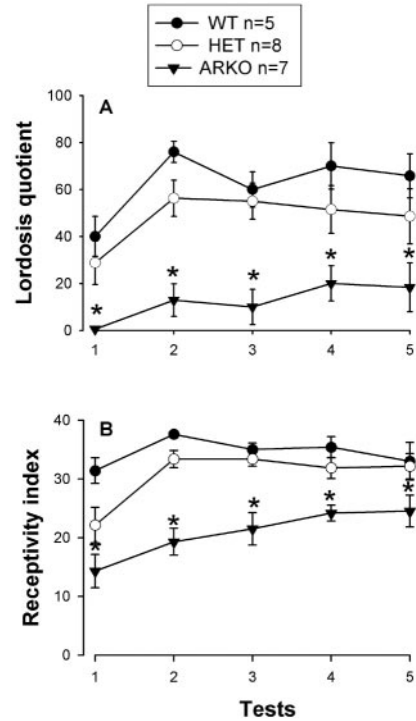 WT n=5
HET n=8
ARKO n=7
A
Lordosis quotient
100
80
60
40
20
0
* * * * *
1 2 3 4 5
B
Receptivity index
40
30
20
10
0
* * * * *
1 2 3 4 5
Tests